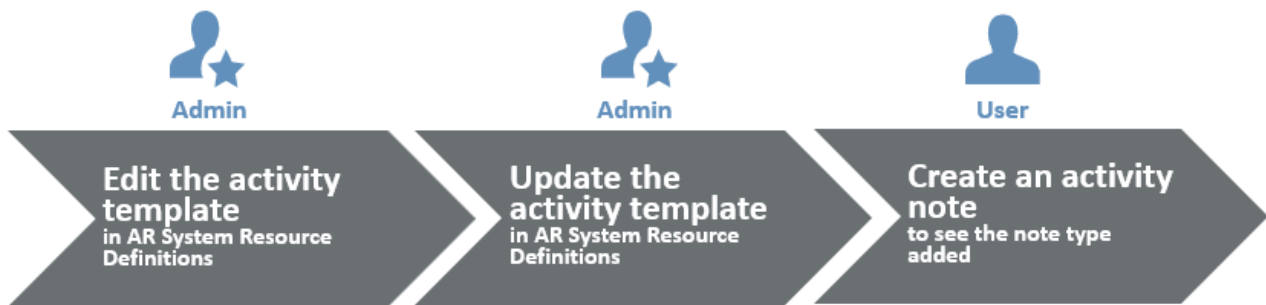 Admin
Admin
User
Edit the activity
template
in AR System Resource
Definitions
Update the
activity template
in AR System Resource
Definitions
Create an activity
note
to see the note type
added